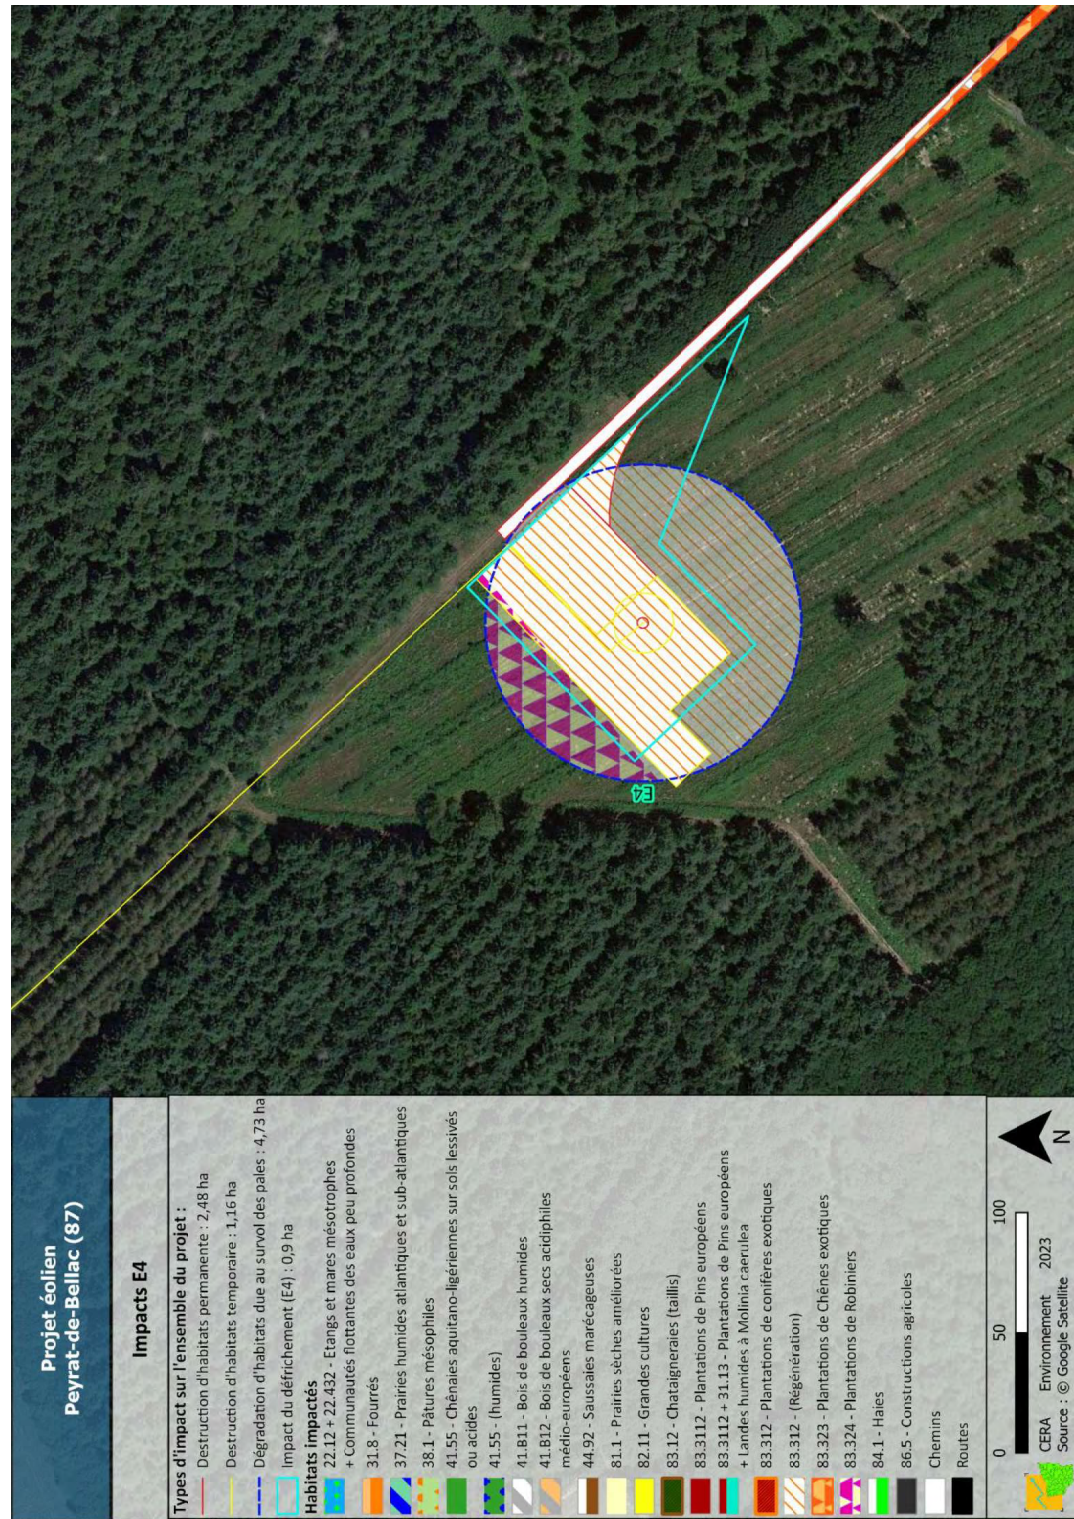 Projet éolien
Peyrat-de-Bellac (87)
Impacts E4
Types d'impact sur l'ensemble du projet :
Destruction d'habitats permanente : 2,48 ha
Destruction d'habitats temporaire : 1,16 ha
Dégradation d'habitats due au survol des pales : 4,73 ha
Impact du défrichement (E4) : 0,9 ha
Habitats impactés
22.12 + 22.432 - Etangs et mares mésotrophes
+ Communautés flottantes des eaux peu profondes
31.8 - Fourrés
37.21 - Prairies humides atlantiques et sub-atlantiques
38.1 - Pâtures mésophiles
41.55 - Chênaies aquitano-ligériennes sur sols lessivés
ou acides
41.55 - (humides)
41.B11 - Bois de bouleaux humides
41.B12 - Bois de bouleaux secs acidiphiles
médio-européens
44.92 - Saussaies marécageuses
81.1 - Prairies sèches améliorées
82.11 - Grandes cultures
83.12 - Chataigneraies (taillis)
83.3112 - Plantations de Pins européens
83.3112 + 31.13 - Plantations de Pins européens
+ Landes humides à Molinia caerulea
83.312 - Plantations de conifères exotiques
83.312 - (Régénération)
83.323 - Plantations de Chênes exotiques
83.324 - Plantations de Robiniers
84.1 - Haies
86.5 - Constructions agricoles
Chemins
Routes
0 50 100
N
CERA Environnement 2023
Source : © Google Satellite
E4